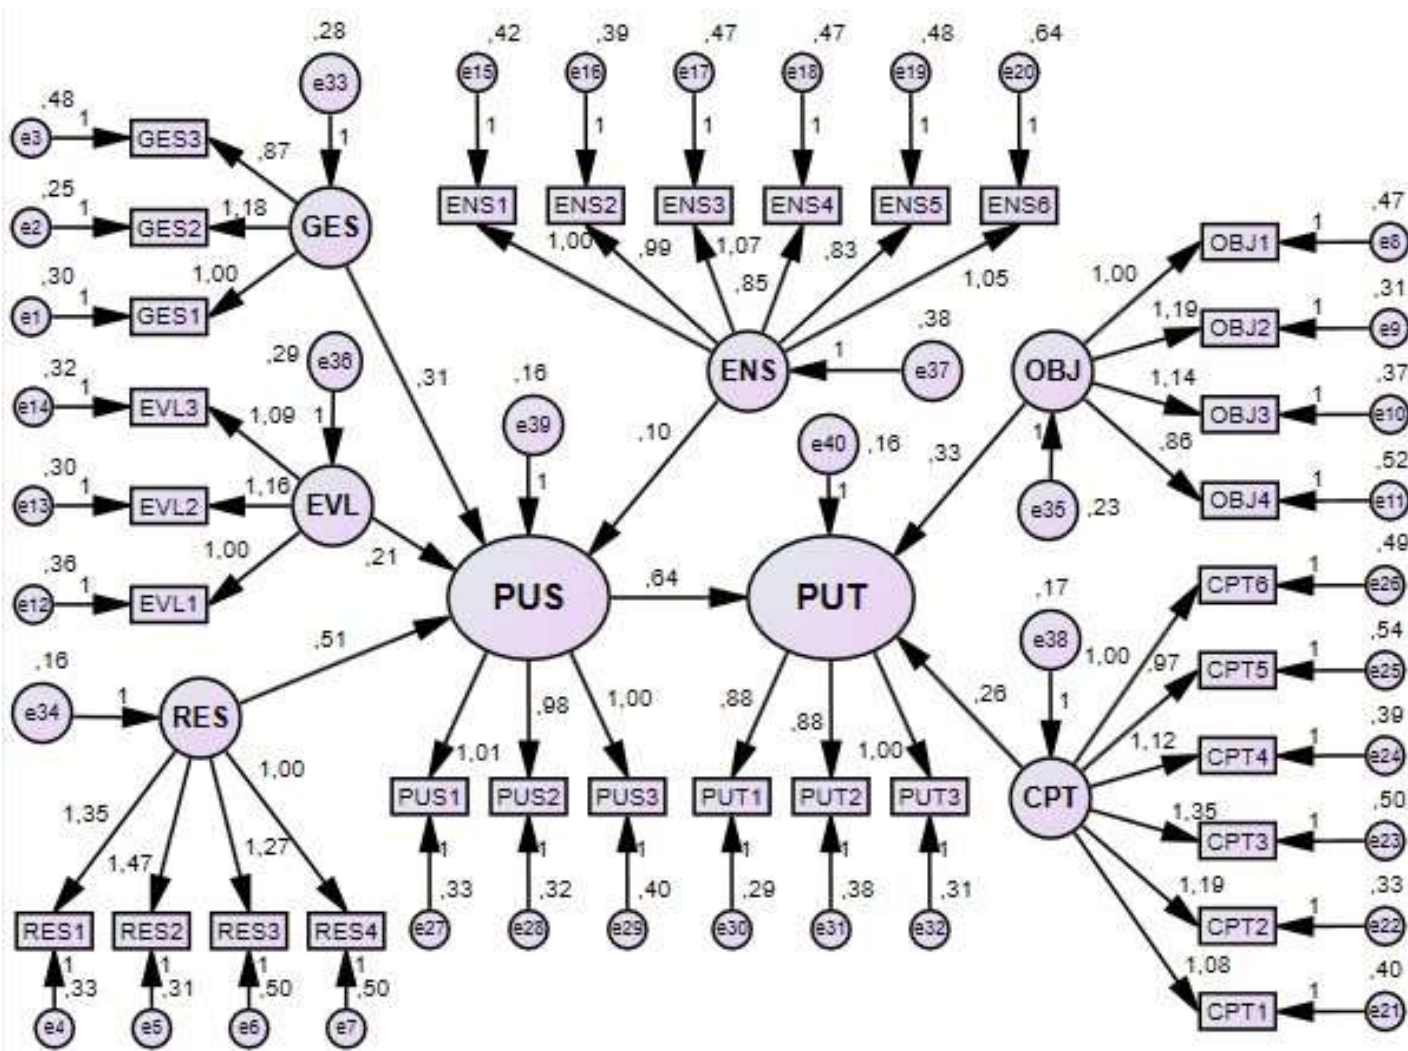 ,28
,42 ,39 ,47 ,47 ,48 ,64
e33 e15 e16 e17 e18 e19 e20
,48 1 1 1 1 1 1 1 1
e3 GES3 ,87
,25 1
e2 GES2 1,18 GES
ENS1 ENS2 ENS3 ENS4 ENS5 ENS6
1,00 ,99 1,07 ,85 ,83 1,05
,30 1 1,00
e1 GES1
OBJ1 1 ,47 e8
1,00
OBJ2 1 ,31 e9
1,19
,29 e36 1
,31
,16 e39 1
ENS 1 ,38 e37
OBJ
,32 1
e14 EVL3 1,09
,10
e40 ,16 1
,33
1,14 OBJ3 1 ,37 e10
,86 OBJ4 1 ,52 e11
1 e35 ,23
,30 1
e13 EVL2 1,16 EVL
,21
,36 1 1,00
e12 EVL1
PUS ,64 PUT
,17 e38 1
1,00 CPT6 1 ,49 e26
,97 CPT5 1 ,54 e25
1,12 CPT4 1 ,39 e24
CPT
1,35 CPT3 1 ,50 e23
1,19 CPT2 1 ,33 e22
1,08 CPT1 1 ,40 e21
,26
,16 ,51
e34 1 RES
1,01 ,98 1,00 ,88 ,88 1,00
PUS1 PUS2 PUS3 PUT1 PUT2 PUT3
1 1 1 1 1 1
,33 ,32 ,40 ,29 ,38 ,31
e27 e28 e29 e30 e31 e32
1,35 1,47 1,27 1,00
RES1 RES2 RES3 RES4
1 1 1 1
,33 ,31 ,50 ,50
e4 e5 e6 e7